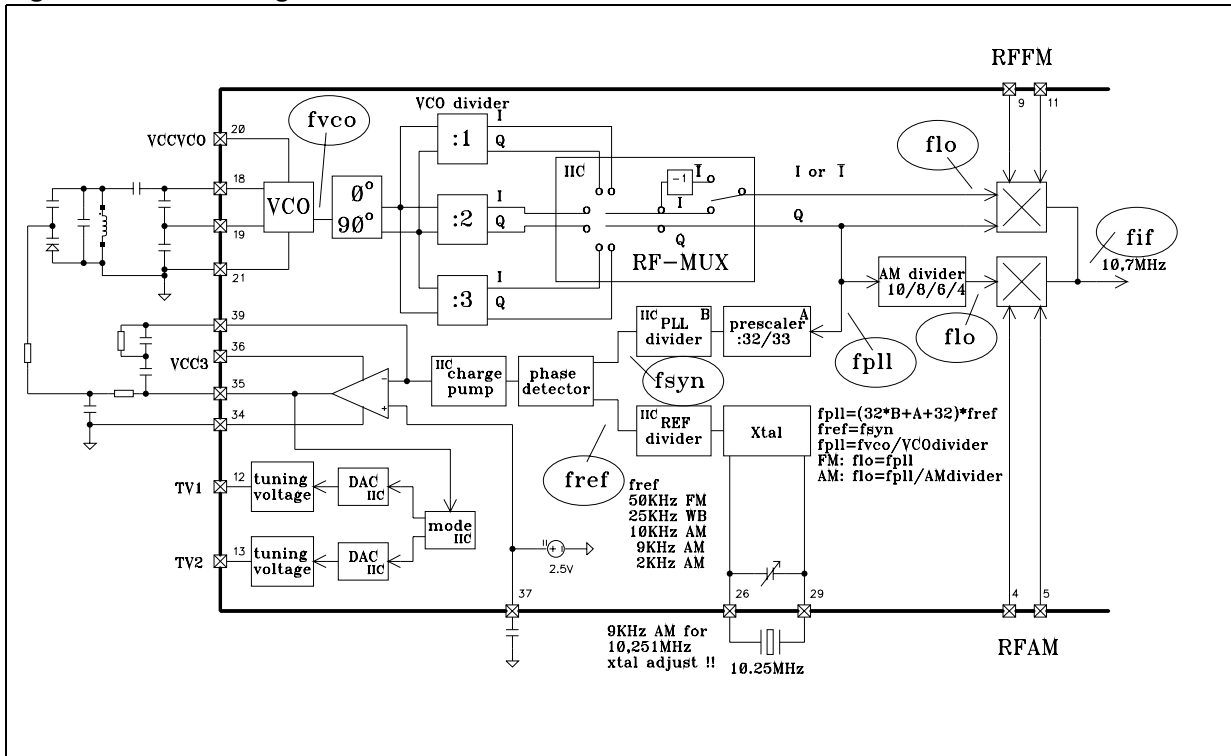 RFFM
9 11
VCO divider
fvco
20
VCCVCO
18
19
21
VCO
0°
90°
:1
I
Q
:2
I
Q
:3
I
Q
IIC
-1
I̅
I
Q
RF-MUX
I or I̅
Q
flo
fif
10,7MHz
AM divider
10/8/6/4
flo
39
36
VCC3
35
34
-
+
IIC
charge
pump
phase
detector
IIC B
PLL
divider
A
prescaler
:32/33
fsyn
fpll
IIC
REF
divider
Xtal
fpll=(32*B+A+32)*fref
fref=fsyn
fpll=fvco/VCOdivider
FM: flo=fpll
AM: flo=fpll/AMdivider
fref
fref
50KHz FM
25KHz WB
10KHz AM
9KHz AM
2KHz AM
TV1
12
tuning
voltage
DAC
IIC
mode
IIC
TV2
13
tuning
voltage
DAC
IIC
2.5V
37
26
29
4 5
9KHz AM for
10,251MHz
xtal adjust !!
10.25MHz
RFAM